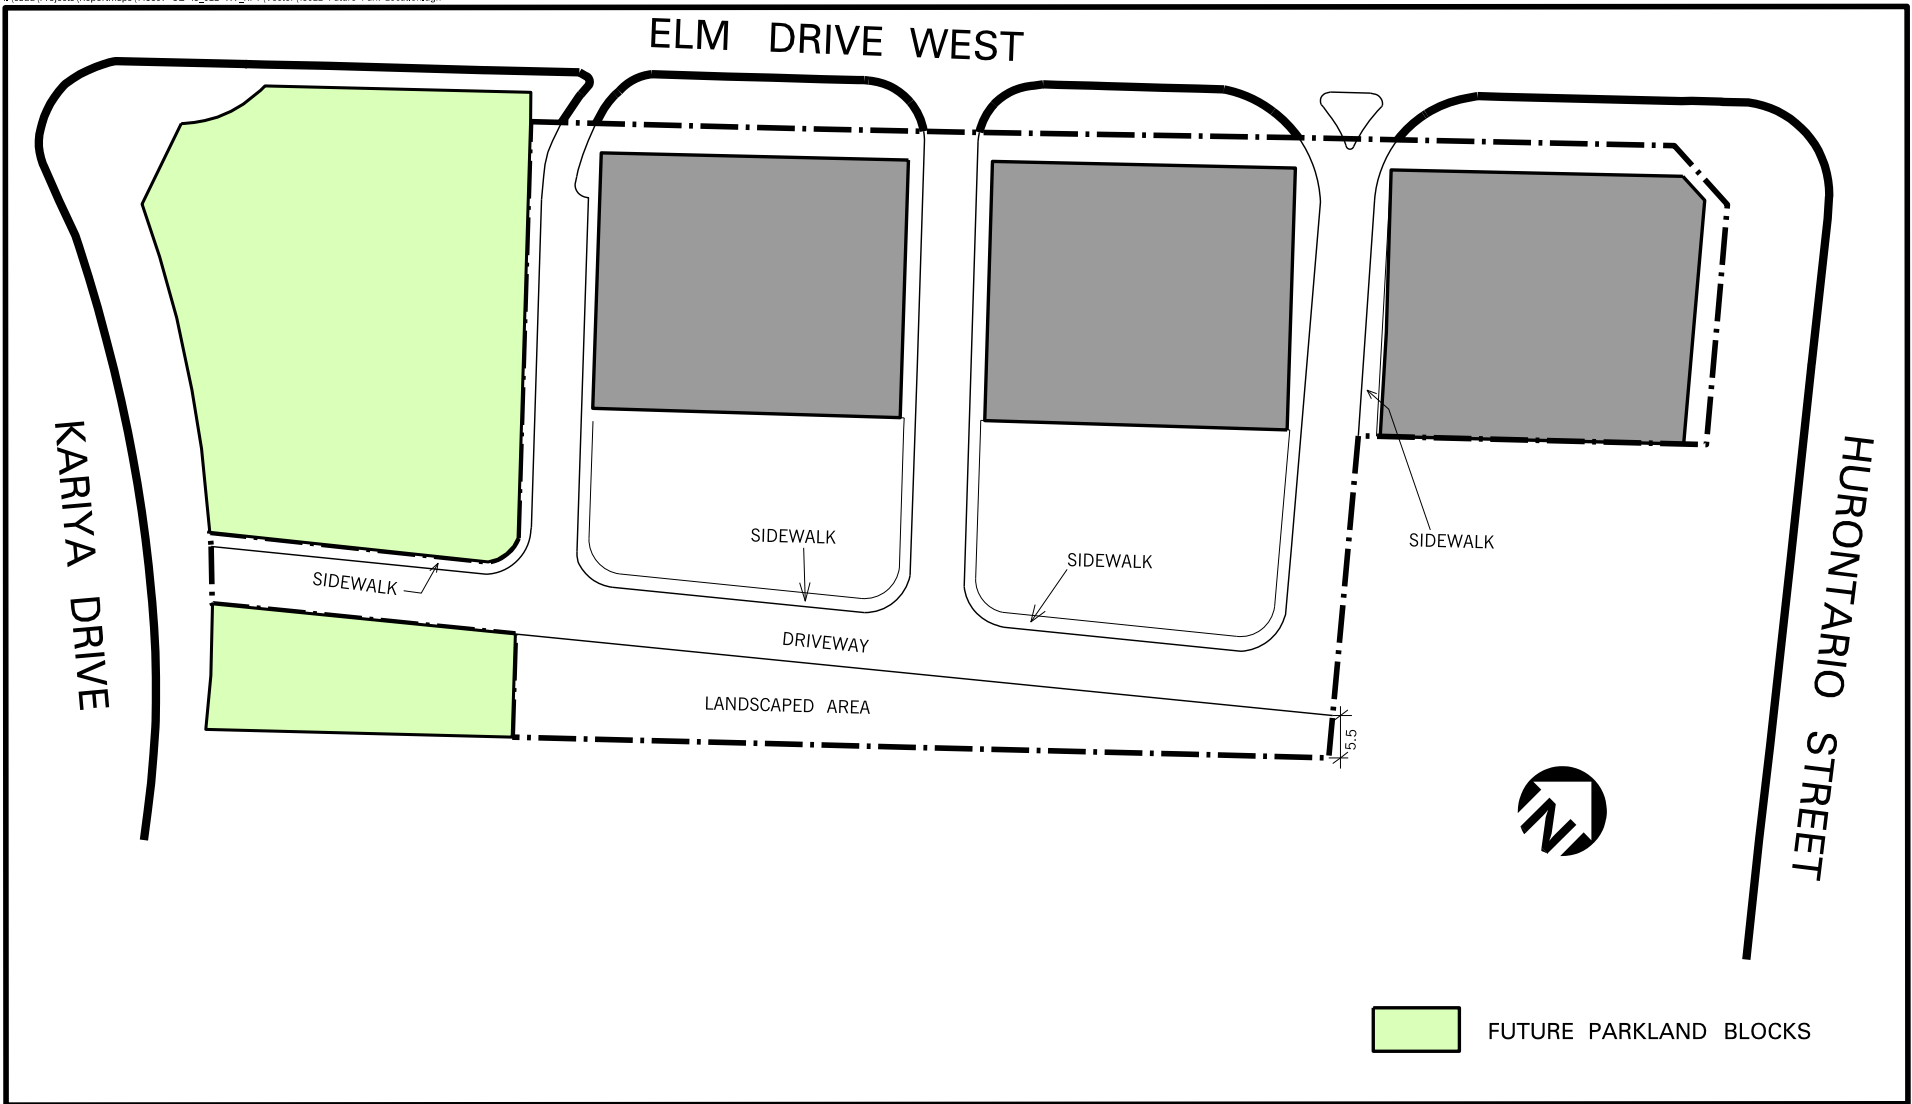 ELM DRIVE WEST
KARIYA DRIVE
HURONTARIO STREET
SIDEWALK
SIDEWALK
SIDEWALK
SIDEWALK
DRIVEWAY
LANDSCAPED AREA
5.5
N
FUTURE PARKLAND BLOCKS